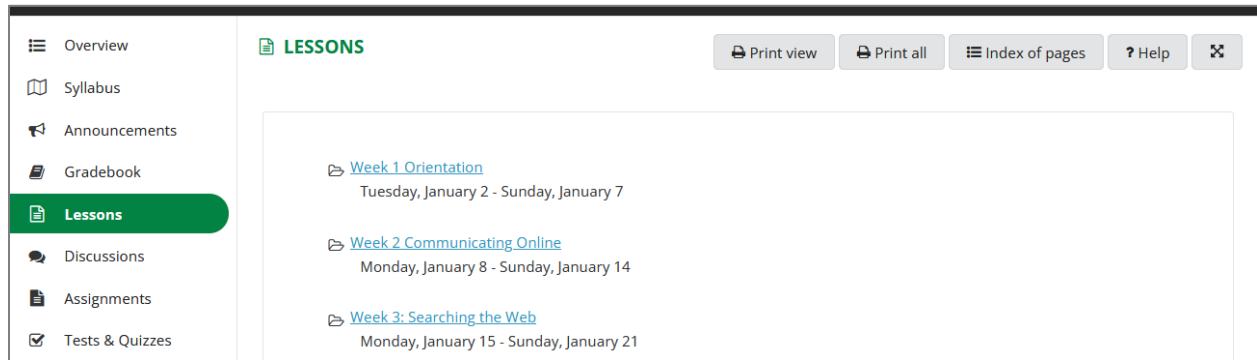 Overview
Syllabus
Announcements
Gradebook
Lessons
Discussions
Assignments
Tests & Quizzes
LESSONS
Print view
Print all
Index of pages
? Help
Week 1 Orientation
Tuesday, January 2 - Sunday, January 7
Week 2 Communicating Online
Monday, January 8 - Sunday, January 14
Week 3: Searching the Web
Monday, January 15 - Sunday, January 21